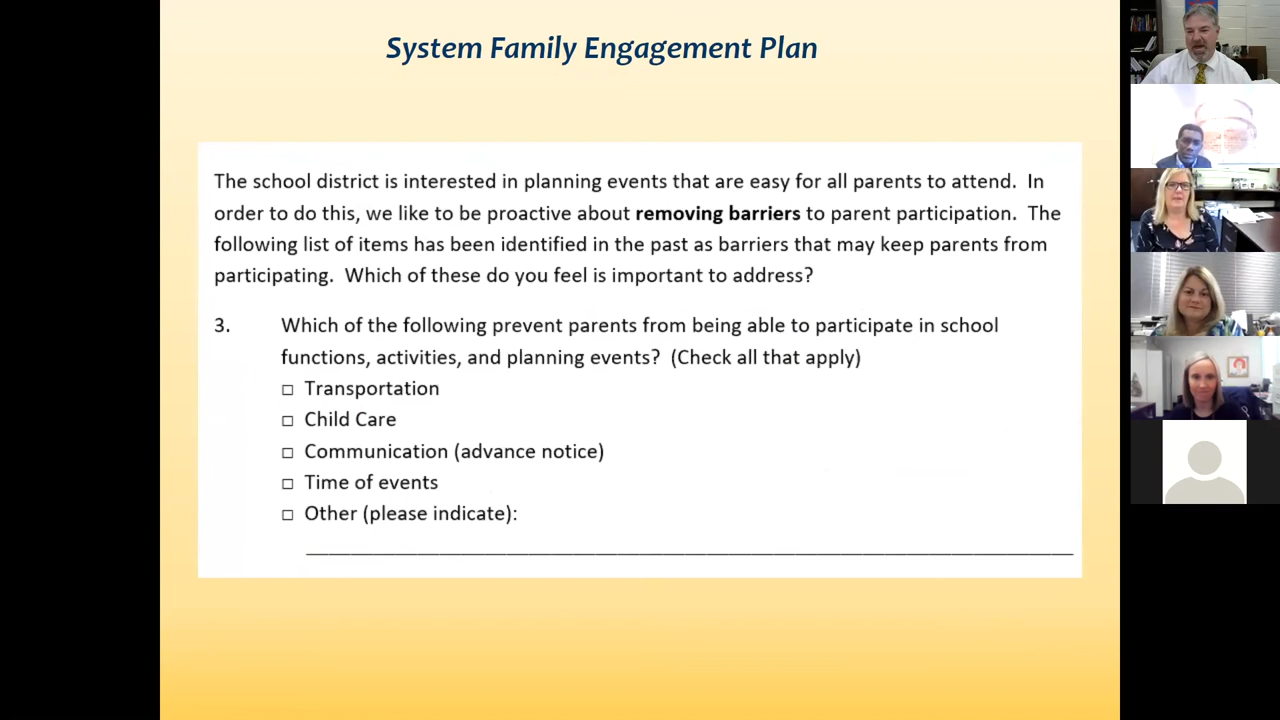 System Family Engagement Plan
The school district is interested in planning events that are easy for all parents to attend. In
order to do this, we like to be proactive about removing barriers to parent participation. The
following list of items has been identified in the past as barriers that may keep parents from
participating. Which of these do you feel is important to address?
3. Which of the following prevent parents from being able to participate in school
functions, activities, and planning events? (Check all that apply)
□ Transportation
□ Child Care
□ Communication (advance notice)
□ Time of events
□ Other (please indicate):